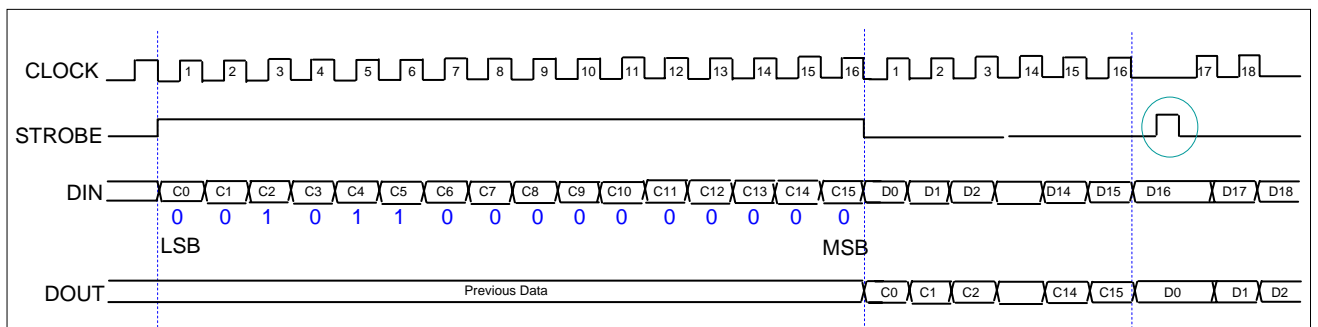 CLOCK 1 2 3 4 5 6 7 8 9 10 11 12 13 14 15 16 1 2 3 14 15 16 17 18
STROBE
DIN C0 C1 C2 C3 C4 C5 C6 C7 C8 C9 C10 C11 C12 C13 C14 C15 D0 D1 D2 D14 D15 D16 D17 D18
0 0 1 0 1 1 0 0 0 0 0 0 0 0 0 0
LSB MSB
DOUT Previous Data C0 C1 C2 C14 C15 D0 D1 D2